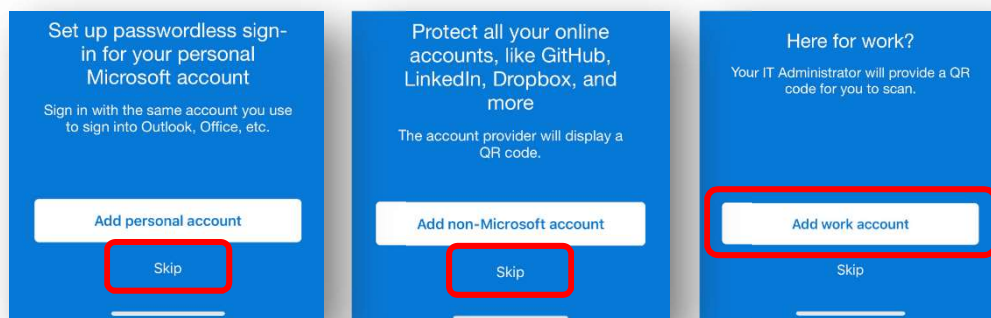 Set up passwordless sign-
in for your personal
Microsoft account
Sign in with the same account you use
to sign into Outlook, Office, etc.
Add personal account
Skip
Protect all your online
accounts, like GitHub,
LinkedIn, Dropbox, and
more
The account provider will display a
QR code.
Add non-Microsoft account
Skip
Here for work?
Your IT Administrator will provide a QR
code for you to scan.
Add work account
Skip